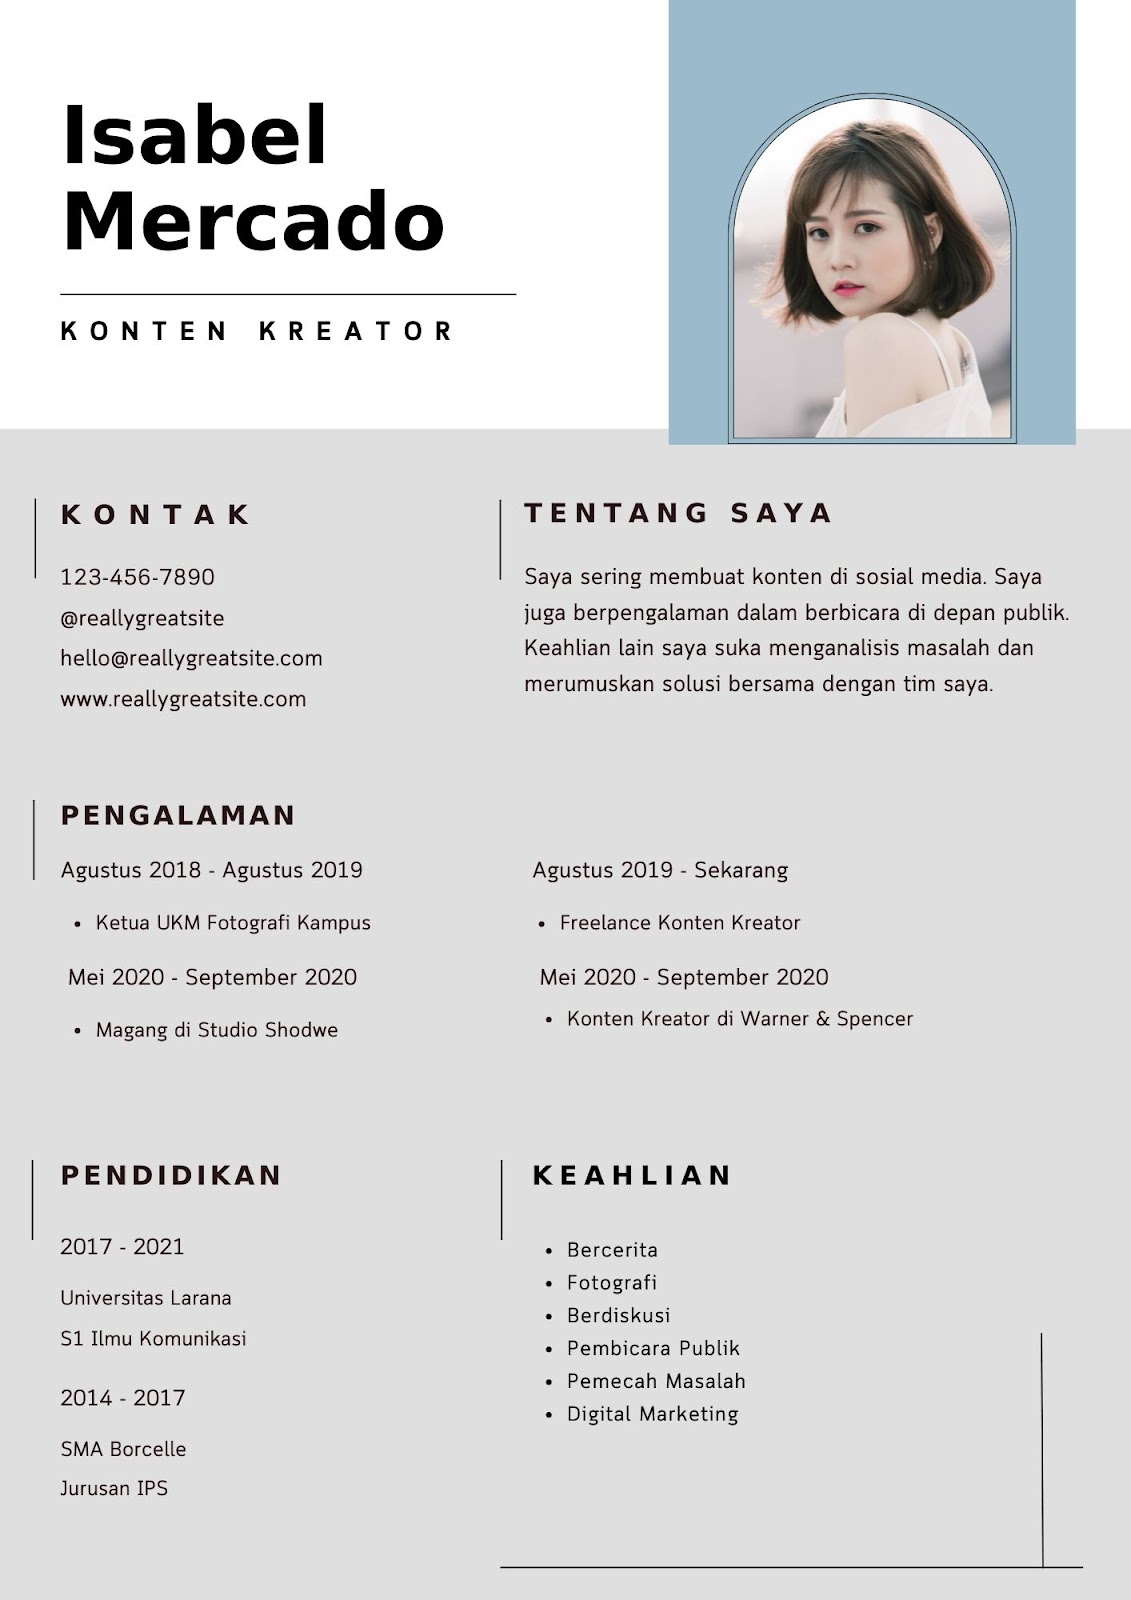 Isabel
Mercado
KONTEN KREATOR
KONTAK
123-456-7890
@reallygreatsite
hello@reallygreatsite.com
www.reallygreatsite.com
TENTANG SAYA
Saya sering membuat konten di sosial media. Saya
juga berpengalaman dalam berbicara di depan publik.
Keahlian lain saya suka menganalisis masalah dan
merumuskan solusi bersama dengan tim saya.
PENGALAMAN
Agustus 2018 - Agustus 2019
• Ketua UKM Fotografi Kampus
Mei 2020 - September 2020
• Magang di Studio Shodwe
Agustus 2019 - Sekarang
• Freelance Konten Kreator
Mei 2020 - September 2020
• Konten Kreator di Warner & Spencer
PENDIDIKAN
2017 - 2021
Universitas Larana
S1 Ilmu Komunikasi
2014 - 2017
SMA Borcelle
Jurusan IPS
KEAHLIAN
• Bercerita
• Fotografi
• Berdiskusi
• Pembicara Publik
• Pemecah Masalah
• Digital Marketing